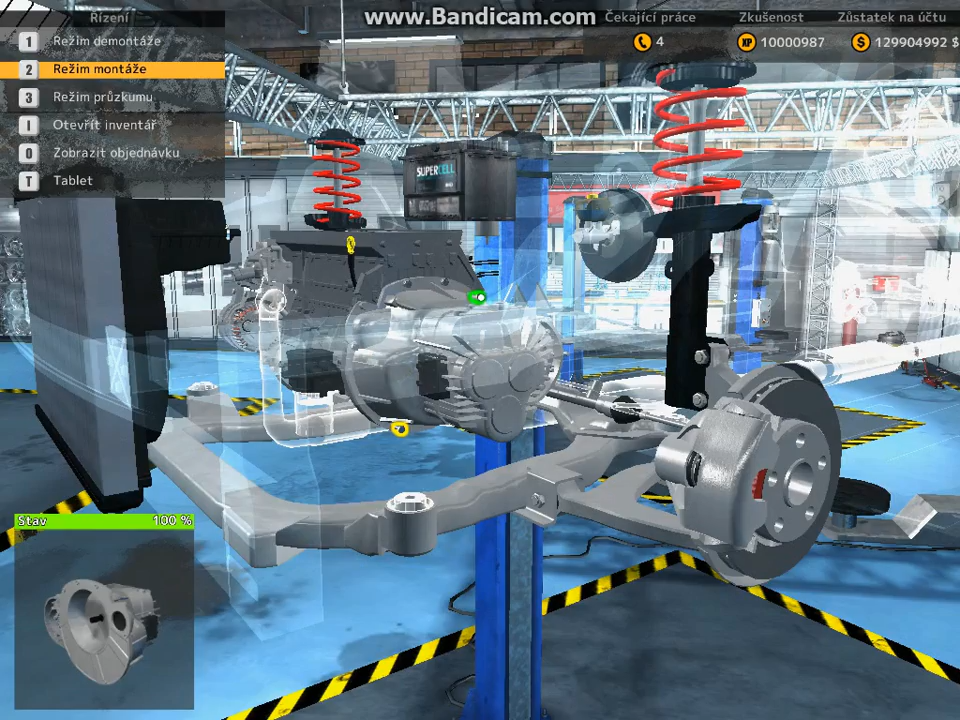 www.Bandicam.com
Řízení
Čekající práce
Zkušenost
Zůstatek na účtu
1 Režim demontáže
4
XP 10000987
$ 129904992 $
2 Režim montáže
3 Režim průzkumu
I Otevřít inventář
O Zobrazit objednávku
T Tablet
SUPERCELL
Stav 100 %